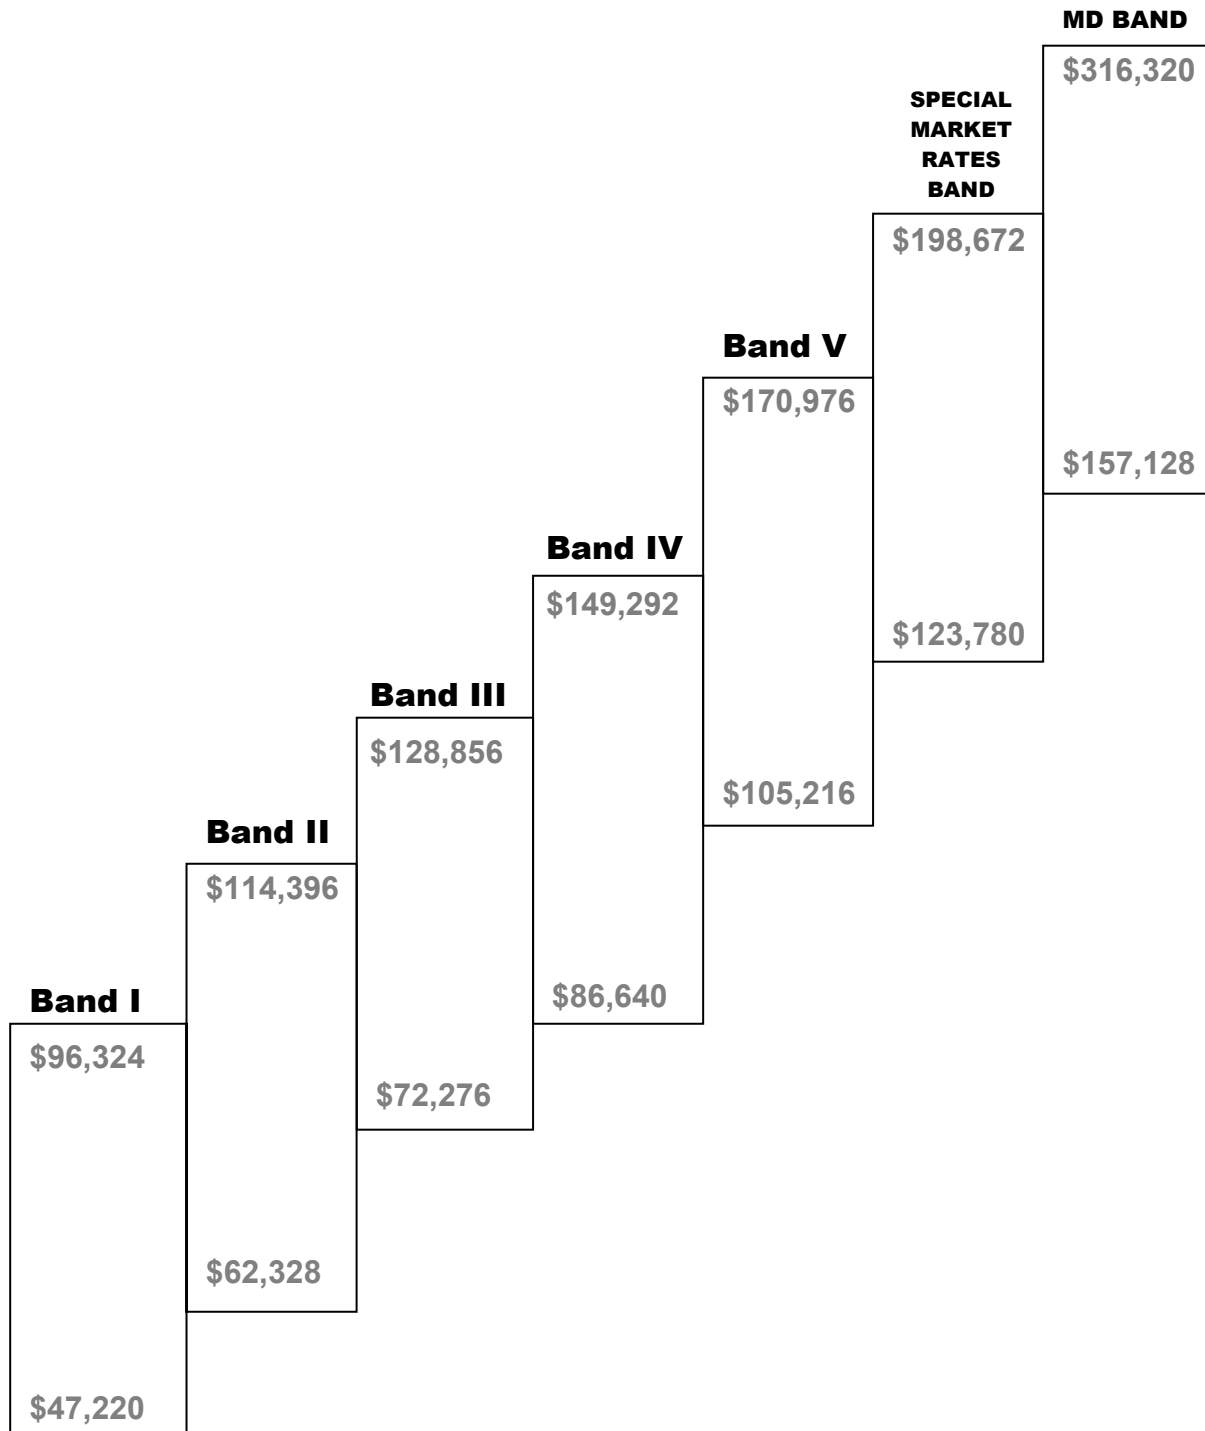 MD BAND
$316,320
$157,128
SPECIAL
MARKET
RATES
BAND
$198,672
$123,780
Band V
$170,976
$105,216
Band IV
$149,292
$86,640
Band III
$128,856
$72,276
Band II
$114,396
$62,328
Band I
$96,324
$47,220